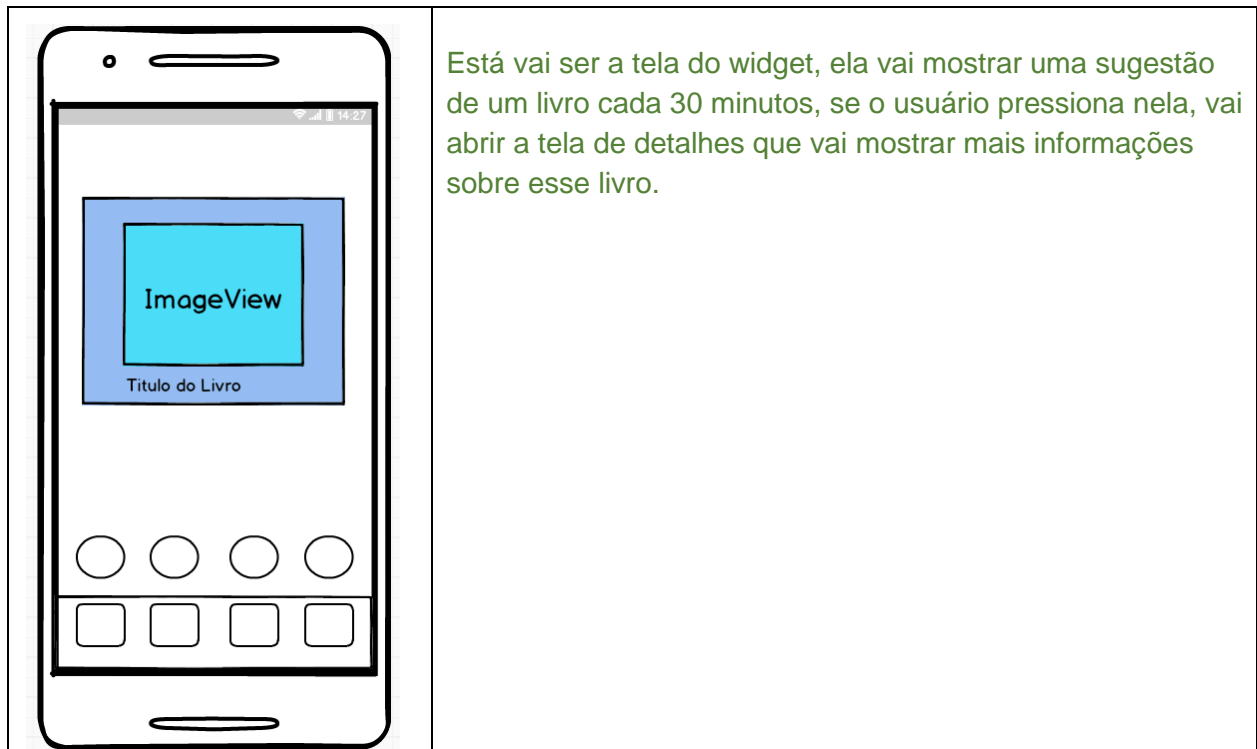 14:27
ImageView
Titulo do Livro
Está vai ser a tela do widget, ela vai mostrar uma sugestão
de um livro cada 30 minutos, se o usuário pressiona nela, vai
abrir a tela de detalhes que vai mostrar mais informações
sobre esse livro.